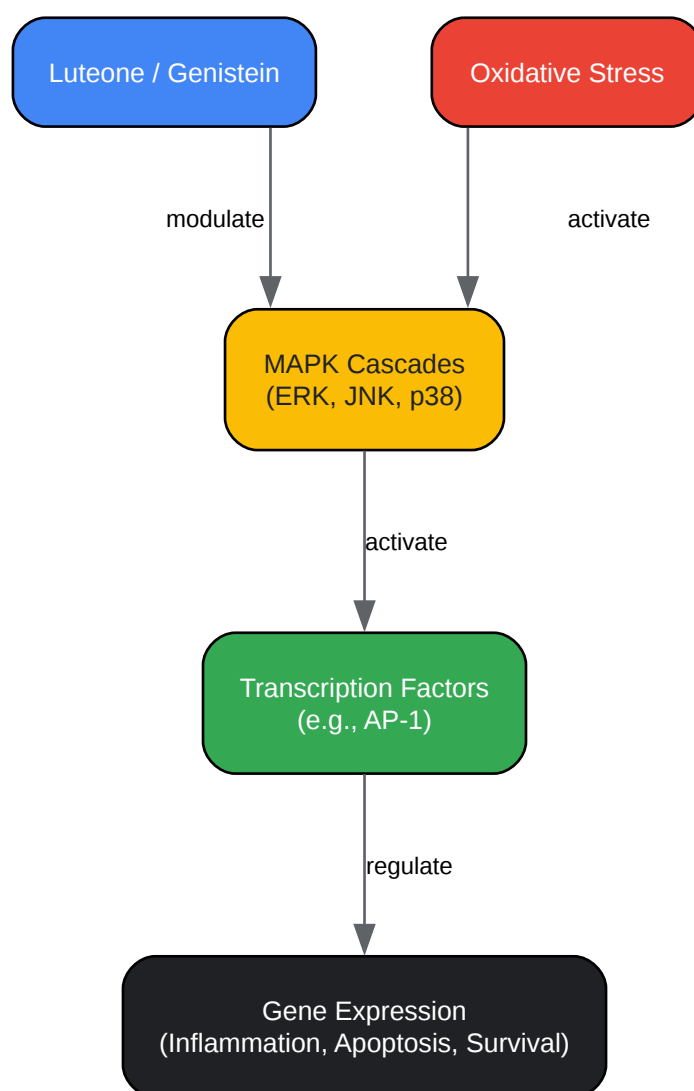 Luteone / Genistein
Oxidative Stress
modulate
activate
MAPK Cascades
(ERK, JNK, p38)
activate
Transcription Factors
(e.g., AP-1)
regulate
Gene Expression
(Inflammation, Apoptosis, Survival)